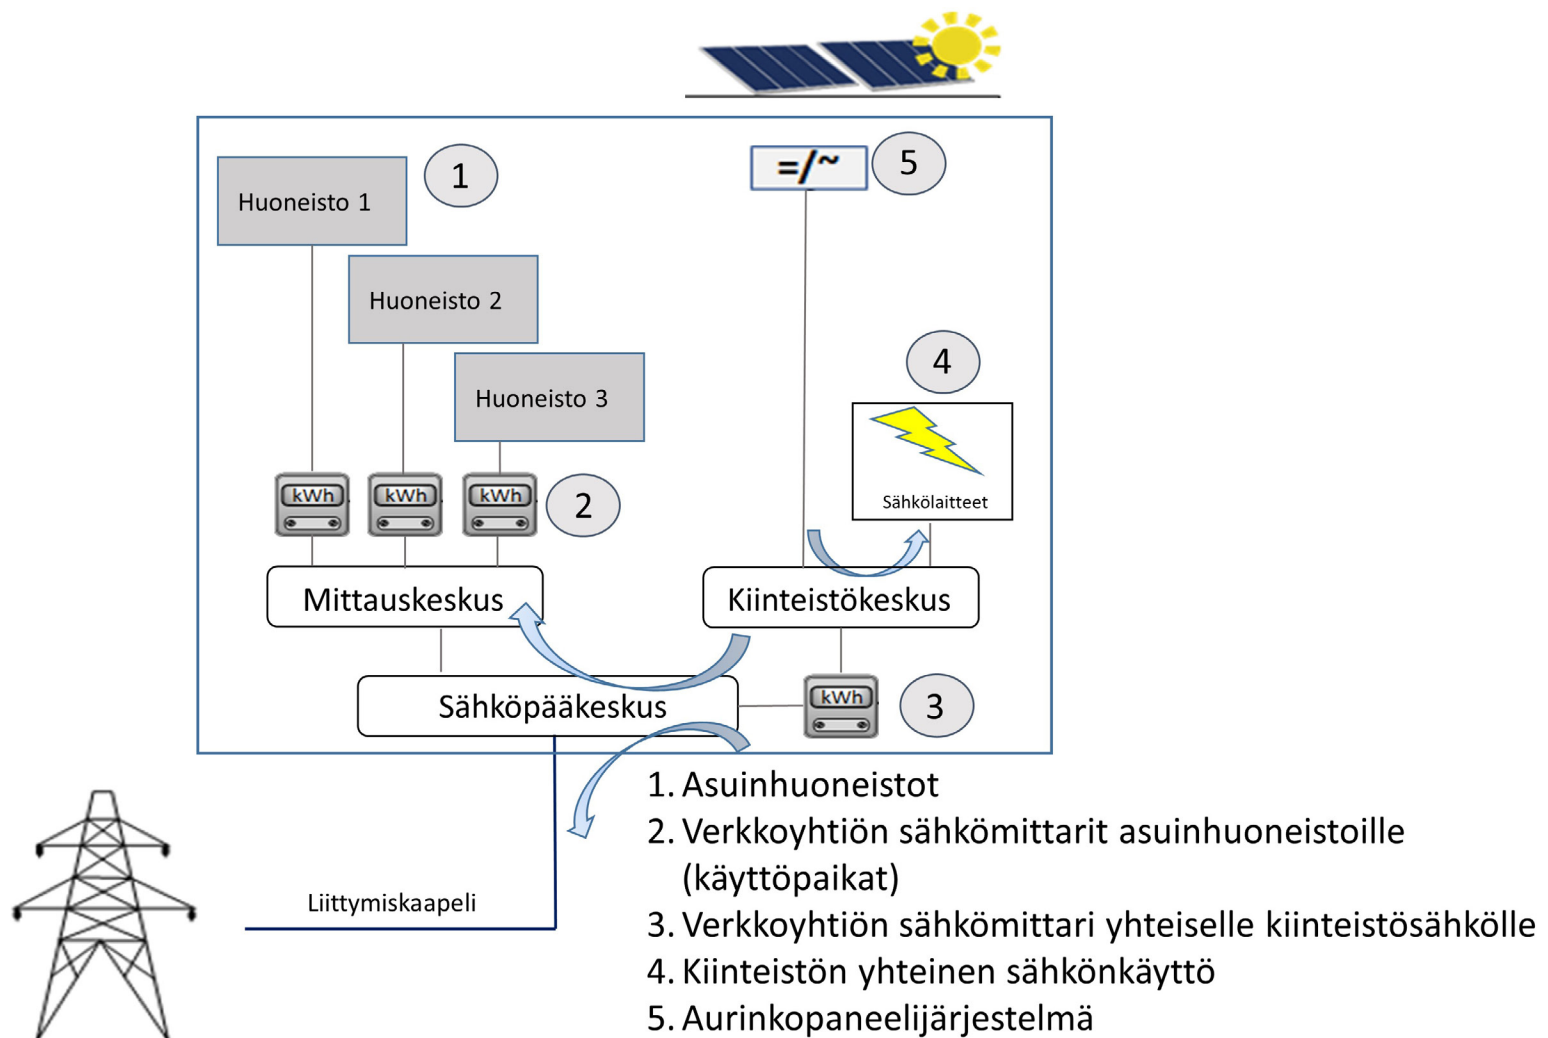 =/~
5
1
Huoneisto 1
Huoneisto 2
Huoneisto 3
4
Sähkölaitteet
kWh
kWh
kWh
2
Mittauskeskus
Kiinteistökeskus
Sähköpääkeskus
kWh
3
Liittymiskaapeli
1. Asuinhuoneistot
2. Verkkoyhtiön sähkömittarit asuinhuoneistoille
(käyttöpaikat)
3. Verkkoyhtiön sähkömittari yhteiselle kiinteistösähkölle
4. Kiinteistön yhteinen sähkönkäyttö
5. Aurinkopaneelijärjestelmä